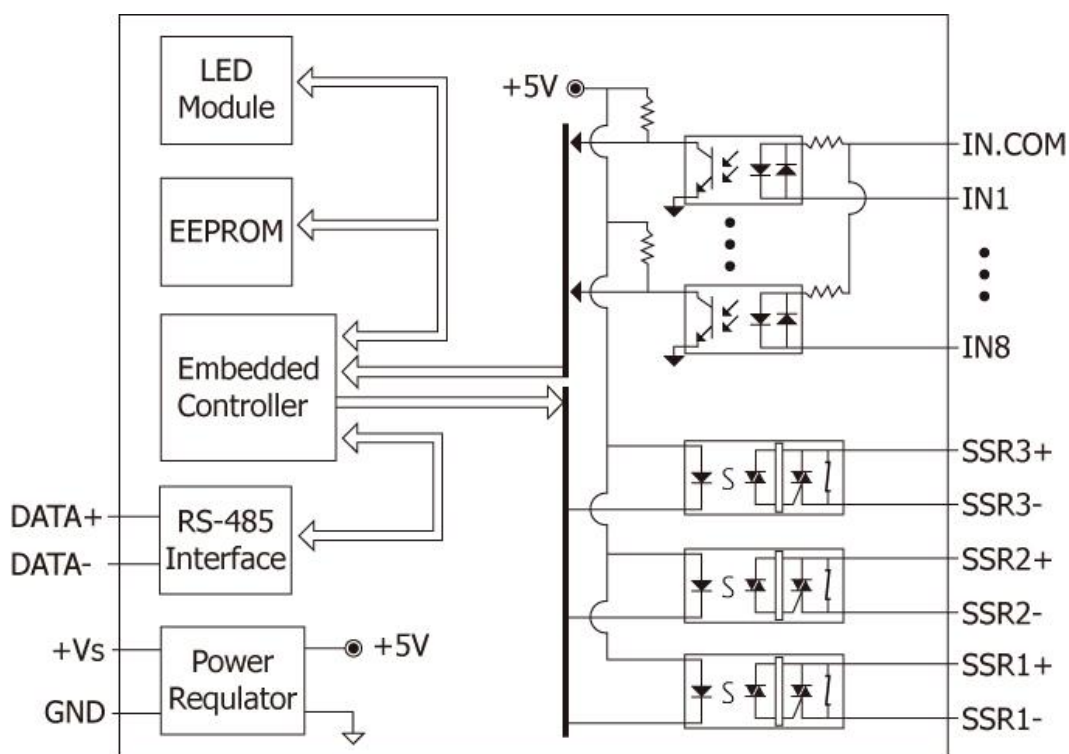 LED
Module
EEPROM
Embedded
Controller
DATA+
DATA-
RS-485
Interface
+Vs
GND
Power
Requlator
+5V
+5V
IN.COM
IN1
IN8
SSR3+
SSR3-
SSR2+
SSR2-
SSR1+
SSR1-